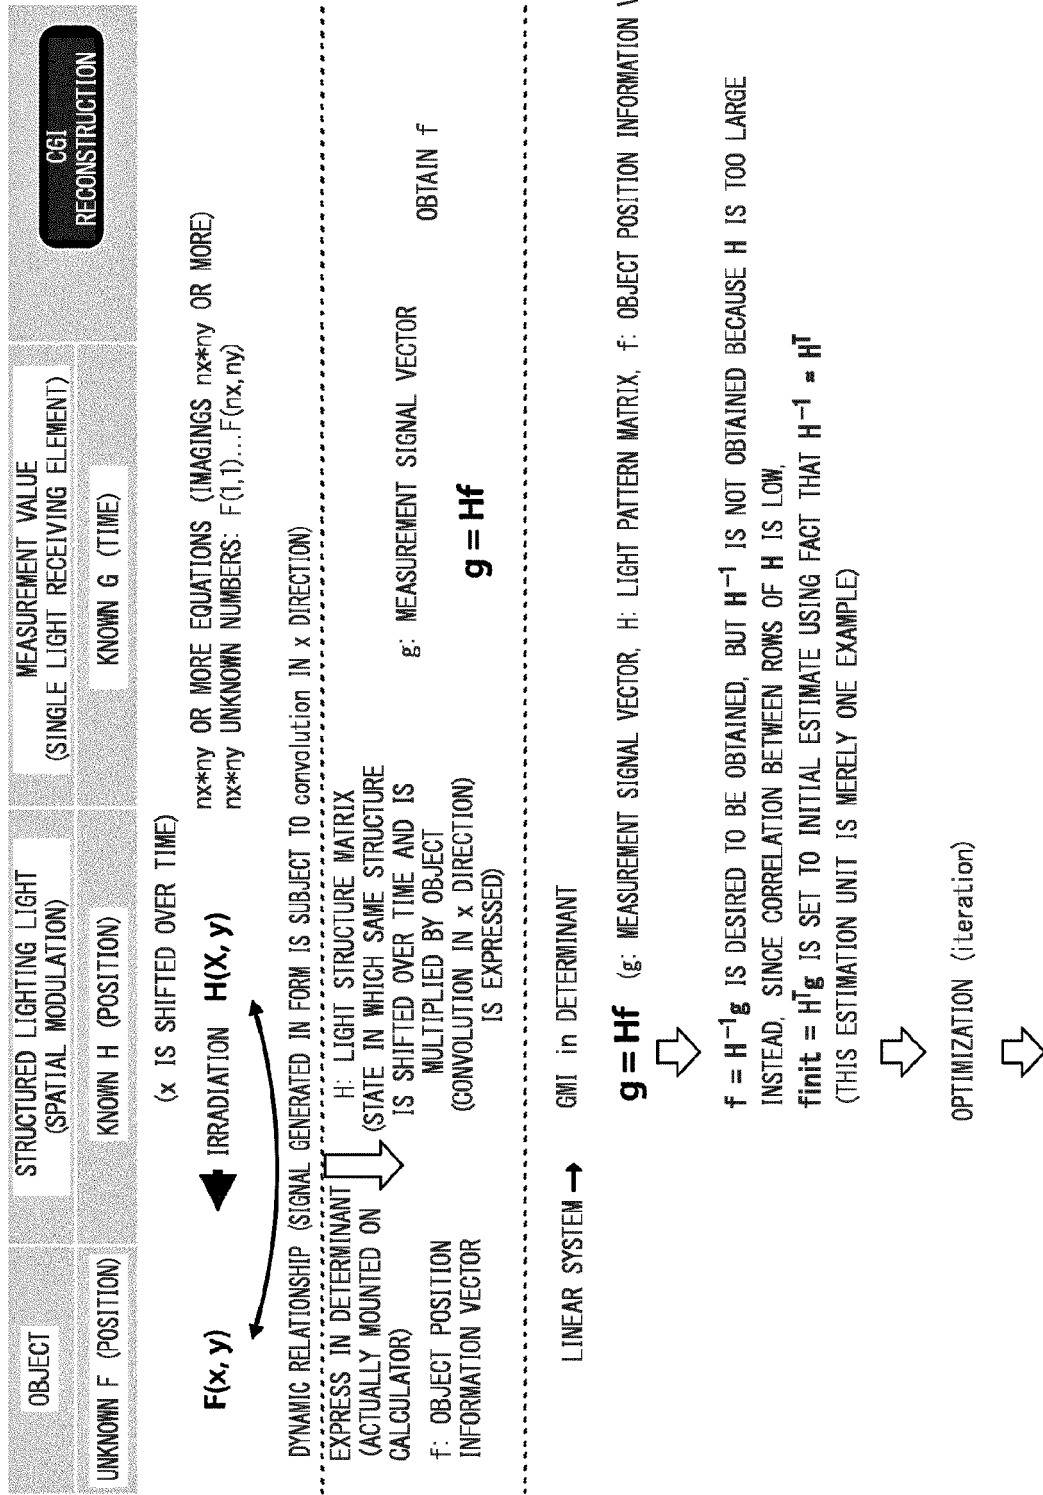 OBJECT
STRUCTURED LIGHTING LIGHT
(SPATIAL MODULATION)
MEASUREMENT VALUE
(SINGLE LIGHT RECEIVING ELEMENT)
CGI
RECONSTRUCTION
UNKNOWN F (POSITION)
KNOWN H (POSITION)
KNOWN G (TIME)
(x IS SHIFTED OVER TIME)
F(x, y)
IRRADIATION
H(X, y)
nx*ny OR MORE EQUATIONS (IMAGINGS nx*ny OR MORE)
nx*ny UNKNOWN NUMBERS: F(1,1)...F(nx,ny)
DYNAMIC RELATIONSHIP (SIGNAL GENERATED IN FORM IS SUBJECT TO convolution IN x DIRECTION)
EXPRESS IN DETERMINANT
(ACTUALLY MOUNTED ON
CALCULATOR)
f: OBJECT POSITION
INFORMATION VECTOR
H: LIGHT STRUCTURE MATRIX
(STATE IN WHICH SAME STRUCTURE
IS SHIFTED OVER TIME AND IS
MULTIPLIED BY OBJECT
(CONVOLUTION IN x DIRECTION)
IS EXPRESSED)
g: MEASUREMENT SIGNAL VECTOR
g = Hf
OBTAIN f
LINEAR SYSTEM →
GMI in DETERMINANT
g = Hf (g: MEASUREMENT SIGNAL VECTOR, H: LIGHT PATTERN MATRIX, f: OBJECT POSITION INFORMATION
f = H⁻¹g IS DESIRED TO BE OBTAINED, BUT H⁻¹ IS NOT OBTAINED BECAUSE H IS TOO LARGE
INSTEAD, SINCE CORRELATION BETWEEN ROWS OF H IS LOW,
finit = Hᵀg IS SET TO INITIAL ESTIMATE USING FACT THAT H⁻¹ ≈ Hᵀ
(THIS ESTIMATION UNIT IS MERELY ONE EXAMPLE)
OPTIMIZATION (iteration)